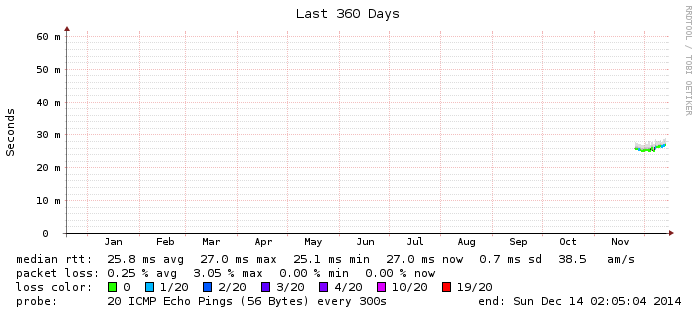 Last 360 Days
RRDTOOL / TOBI OETIKER
Seconds
60 m
50 m
40 m
30 m
20 m
10 m
0
Jan Feb Mar Apr May Jun Jul Aug Sep Oct Nov
median rtt: 25.8 ms avg 27.0 ms max 25.1 ms min 27.0 ms now 0.7 ms sd 38.5 am/s
packet loss: 0.25 % avg 3.05 % max 0.00 % min 0.00 % now
loss color: 0 1/20 2/20 3/20 4/20 10/20 19/20
probe: 20 ICMP Echo Pings (56 Bytes) every 300s end: Sun Dec 14 02:05:04 2014